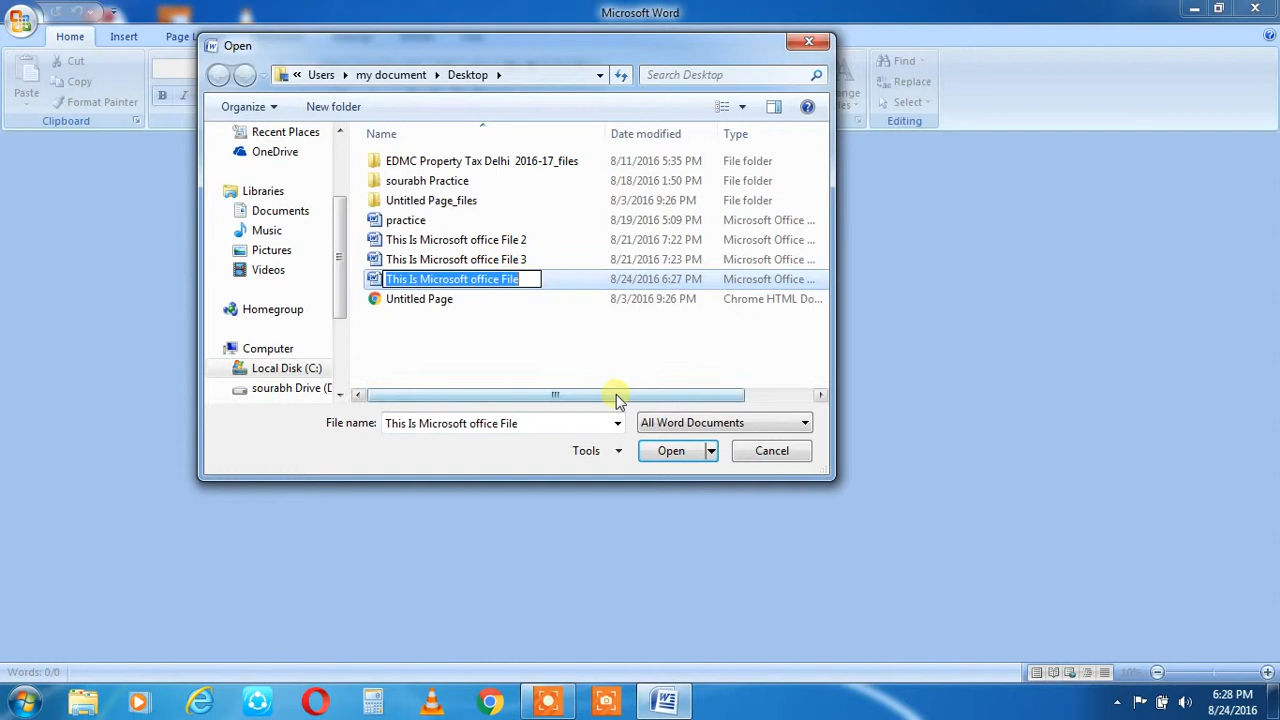 Microsoft Word
Home Insert Page L
Cut
Copy
Format Painter
Paste
Clipboard
B I
Find
Replace
Select
Editing
Open
Users my document Desktop
Search Desktop
Organize New folder
Name Date modified Type
Recent Places
OneDrive
Libraries
Documents
Music
Pictures
Videos
Homegroup
Computer
Local Disk (C:)
sourabh Drive (D
EDMC Property Tax Delhi 2016-17_files 8/11/2016 5:35 PM File folder
sourabh Practice 8/18/2016 1:50 PM File folder
Untitled Page_files 8/3/2016 9:26 PM File folder
practice 8/19/2016 5:09 PM Microsoft Office ...
This Is Microsoft office File 2 8/21/2016 7:22 PM Microsoft Office ...
This Is Microsoft office File 3 8/21/2016 7:23 PM Microsoft Office ...
This Is Microsoft office File 8/24/2016 6:27 PM Microsoft Office ...
Untitled Page 8/3/2016 9:26 PM Chrome HTML Do...
File name: This Is Microsoft office File All Word Documents
Tools Open Cancel
Words: 0/0
6:28 PM
8/24/2016